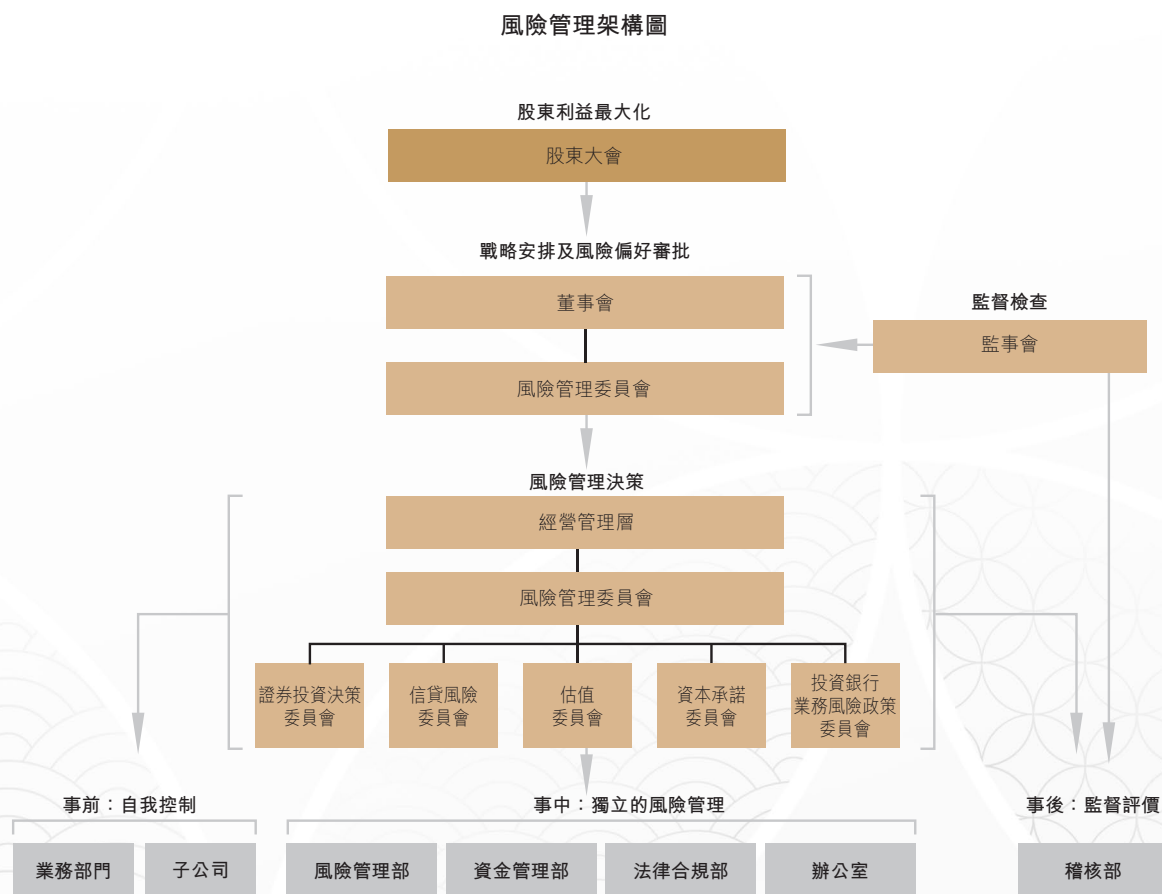 風險管理架構圖
股東利益最大化
股東大會
戰略安排及風險偏好審批
董事會
監督檢查
監事會
風險管理委員會
風險管理決策
經營管理層
風險管理委員會
證券投資決策
委員會
信貸風險
委員會
估值
委員會
資本承諾
委員會
投資銀行
業務風險政策
委員會
事前：自我控制
事中：獨立的風險管理
事後：監督評價
業務部門
子公司
風險管理部
資金管理部
法律合規部
辦公室
稽核部